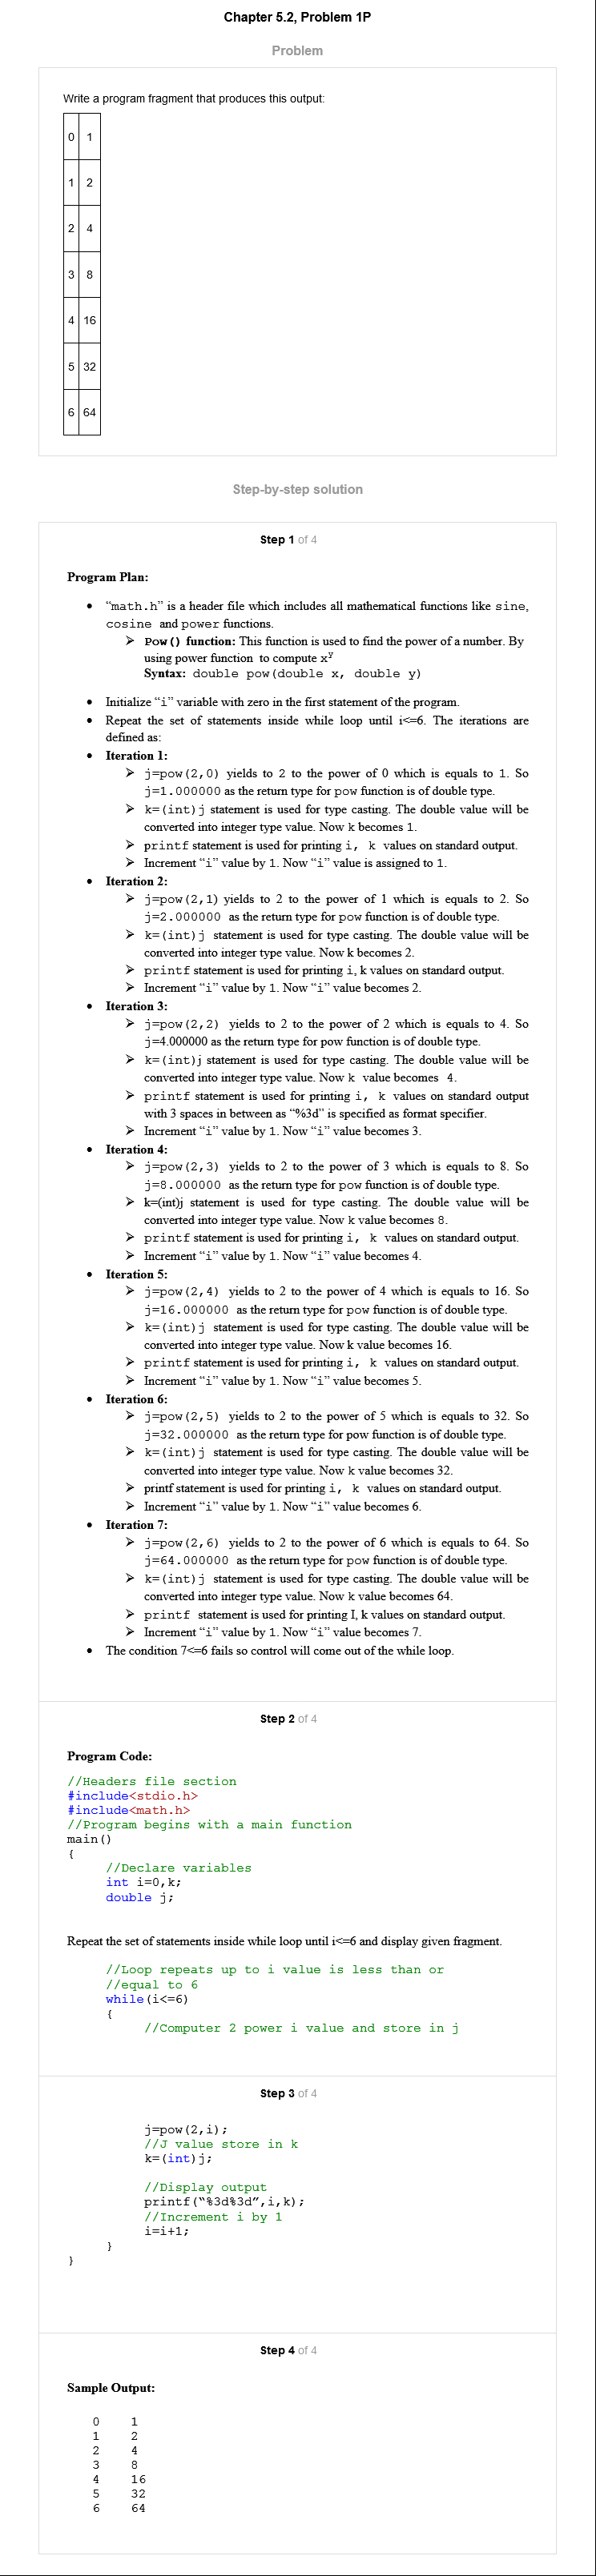 Chapter 5.2, Problem 1P
Problem
Write a program fragment that produces this output:
0 1
1 2
2 4
3 8
4 16
5 32
6 64
Step-by-step solution
Step 1 of 4
Program Plan:
• “math.h” is a header file which includes all mathematical functions like sine,
cosine and power functions.
➢ Pow() function: This function is used to find the power of a number. By
using power function to compute x^y
Syntax: double pow(double x, double y)
• Initialize “i” variable with zero in the first statement of the program.
• Repeat the set of statements inside while loop until i<=6. The iterations are
defined as:
• Iteration 1:
➢ j=pow(2,0) yields to 2 to the power of 0 which is equals to 1. So
j=1.000000 as the return type for pow function is of double type.
➢ k=(int)j statement is used for type casting. The double value will be
converted into integer type value. Now k becomes 1.
➢ printf statement is used for printing i, k values on standard output.
➢ Increment “i” value by 1. Now “i” value is assigned to 1.
• Iteration 2:
➢ j=pow(2,1) yields to 2 to the power of 1 which is equals to 2. So
j=2.000000 as the return type for pow function is of double type.
➢ k=(int)j statement is used for type casting. The double value will be
converted into integer type value. Now k becomes 2.
➢ printf statement is used for printing i, k values on standard output.
➢ Increment “i” value by 1. Now “i” value becomes 2.
• Iteration 3:
➢ j=pow(2,2) yields to 2 to the power of 2 which is equals to 4. So
j=4.000000 as the return type for pow function is of double type.
➢ k=(int)j statement is used for type casting. The double value will be
converted into integer type value. Now k value becomes 4.
➢ printf statement is used for printing i, k values on standard output
with 3 spaces in between as “%3d” is specified as format specifier.
➢ Increment “i” value by 1. Now “i” value becomes 3.
• Iteration 4:
➢ j=pow(2,3) yields to 2 to the power of 3 which is equals to 8. So
j=8.000000 as the return type for pow function is of double type.
➢ k=(int)j statement is used for type casting. The double value will be
converted into integer type value. Now k value becomes 8.
➢ printf statement is used for printing i, k values on standard output.
➢ Increment “i” value by 1. Now “i” value becomes 4.
• Iteration 5:
➢ j=pow(2,4) yields to 2 to the power of 4 which is equals to 16. So
j=16.000000 as the return type for pow function is of double type.
➢ k=(int)j statement is used for type casting. The double value will be
converted into integer type value. Now k value becomes 16.
➢ printf statement is used for printing i, k values on standard output.
➢ Increment “i” value by 1. Now “i” value becomes 5.
• Iteration 6:
➢ j=pow(2,5) yields to 2 to the power of 5 which is equals to 32. So
j=32.000000 as the return type for pow function is of double type.
➢ k=(int)j statement is used for type casting. The double value will be
converted into integer type value. Now k value becomes 32.
➢ printf statement is used for printing i, k values on standard output.
➢ Increment “i” value by 1. Now “i” value becomes 6.
• Iteration 7:
➢ j=pow(2,6) yields to 2 to the power of 6 which is equals to 64. So
j=64.000000 as the return type for pow function is of double type.
➢ k=(int)j statement is used for type casting. The double value will be
converted into integer type value. Now k value becomes 64.
➢ printf statement is used for printing I, k values on standard output.
➢ Increment “i” value by 1. Now “i” value becomes 7.
• The condition 7<=6 fails so control will come out of the while loop.
Step 2 of 4
Program Code:
//Headers file section
#include<stdio.h>
#include<math.h>
//Program begins with a main function
main()
{
//Declare variables
int i=0,k;
double j;
Repeat the set of statements inside while loop until i<=6 and display given fragment.
//Loop repeats up to i value is less than or
//equal to 6
while(i<=6)
{
//Computer 2 power i value and store in j
Step 3 of 4
j=pow(2,i);
//J value store in k
k=(int)j;
//Display output
printf(“%3d%3d”,i,k);
//Increment i by 1
i=i+1;
}
}
Step 4 of 4
Sample Output:
0 1
1 2
2 4
3 8
4 16
5 32
6 64